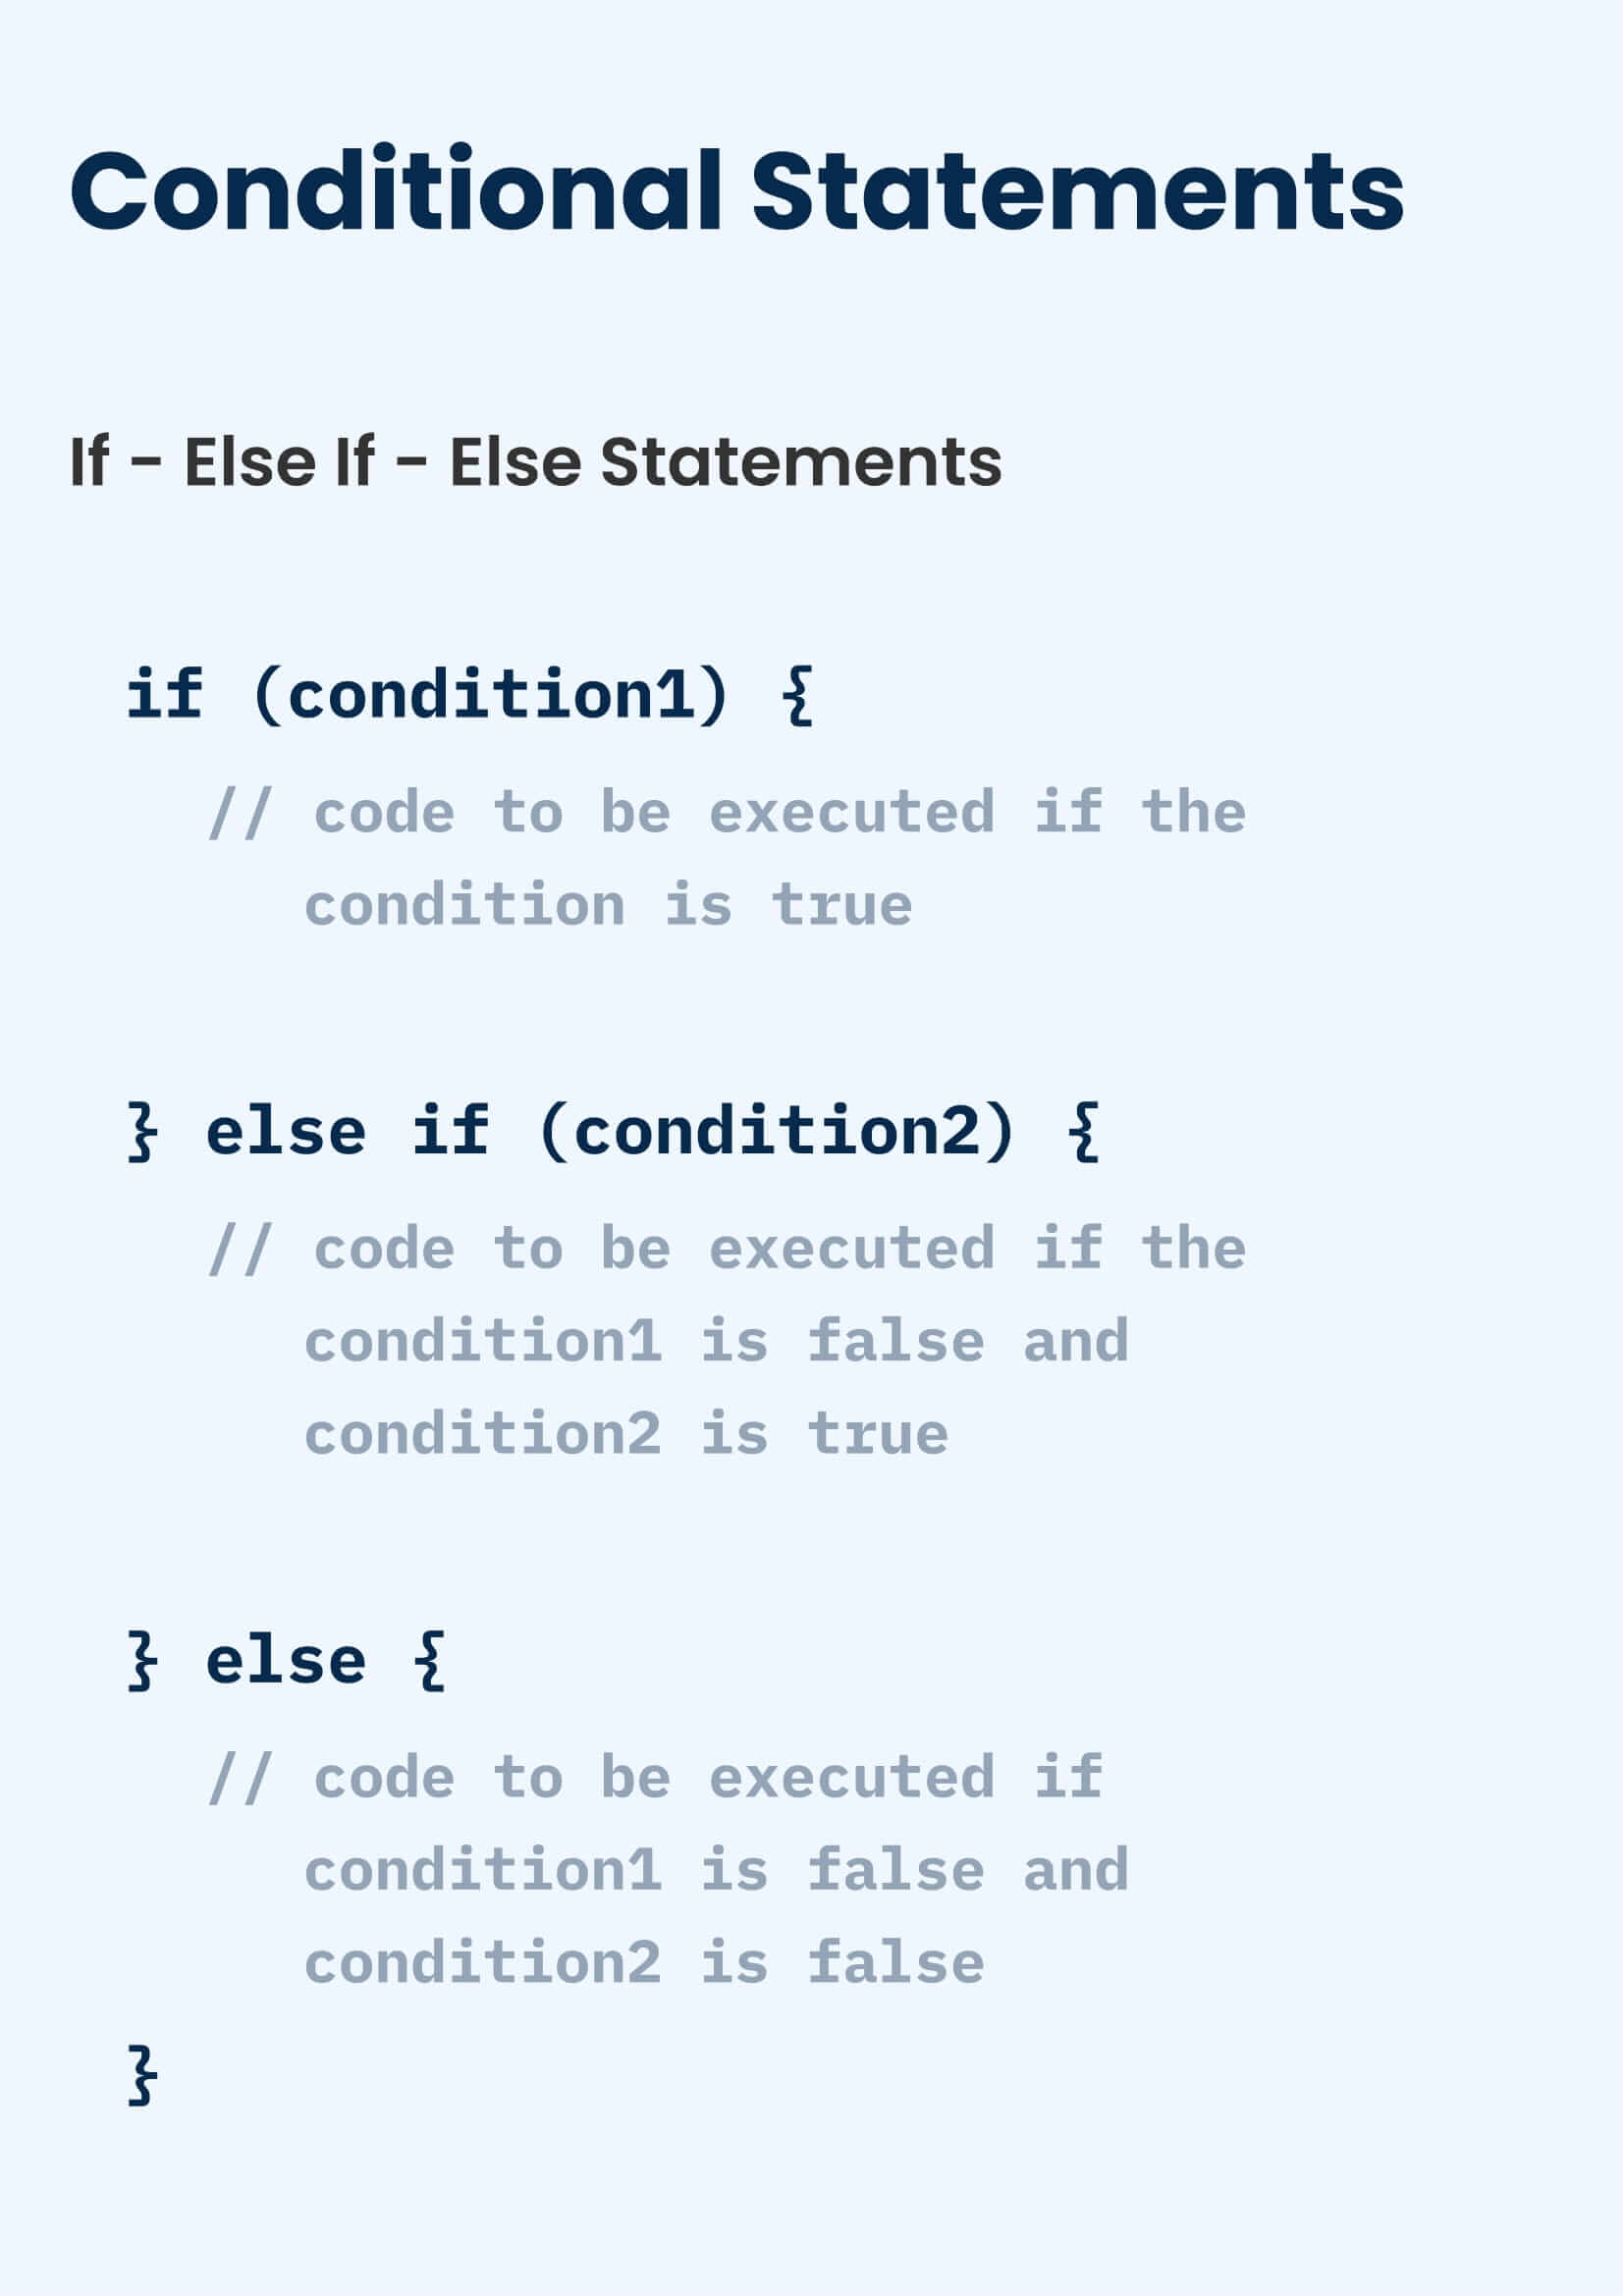 Conditional Statements
If - Else If - Else Statements
if (condition1) {
// code to be executed if the
condition is true
} else if (condition2) {
// code to be executed if the
condition1 is false and
condition2 is true
} else {
// code to be executed if
condition1 is false and
condition2 is false
}